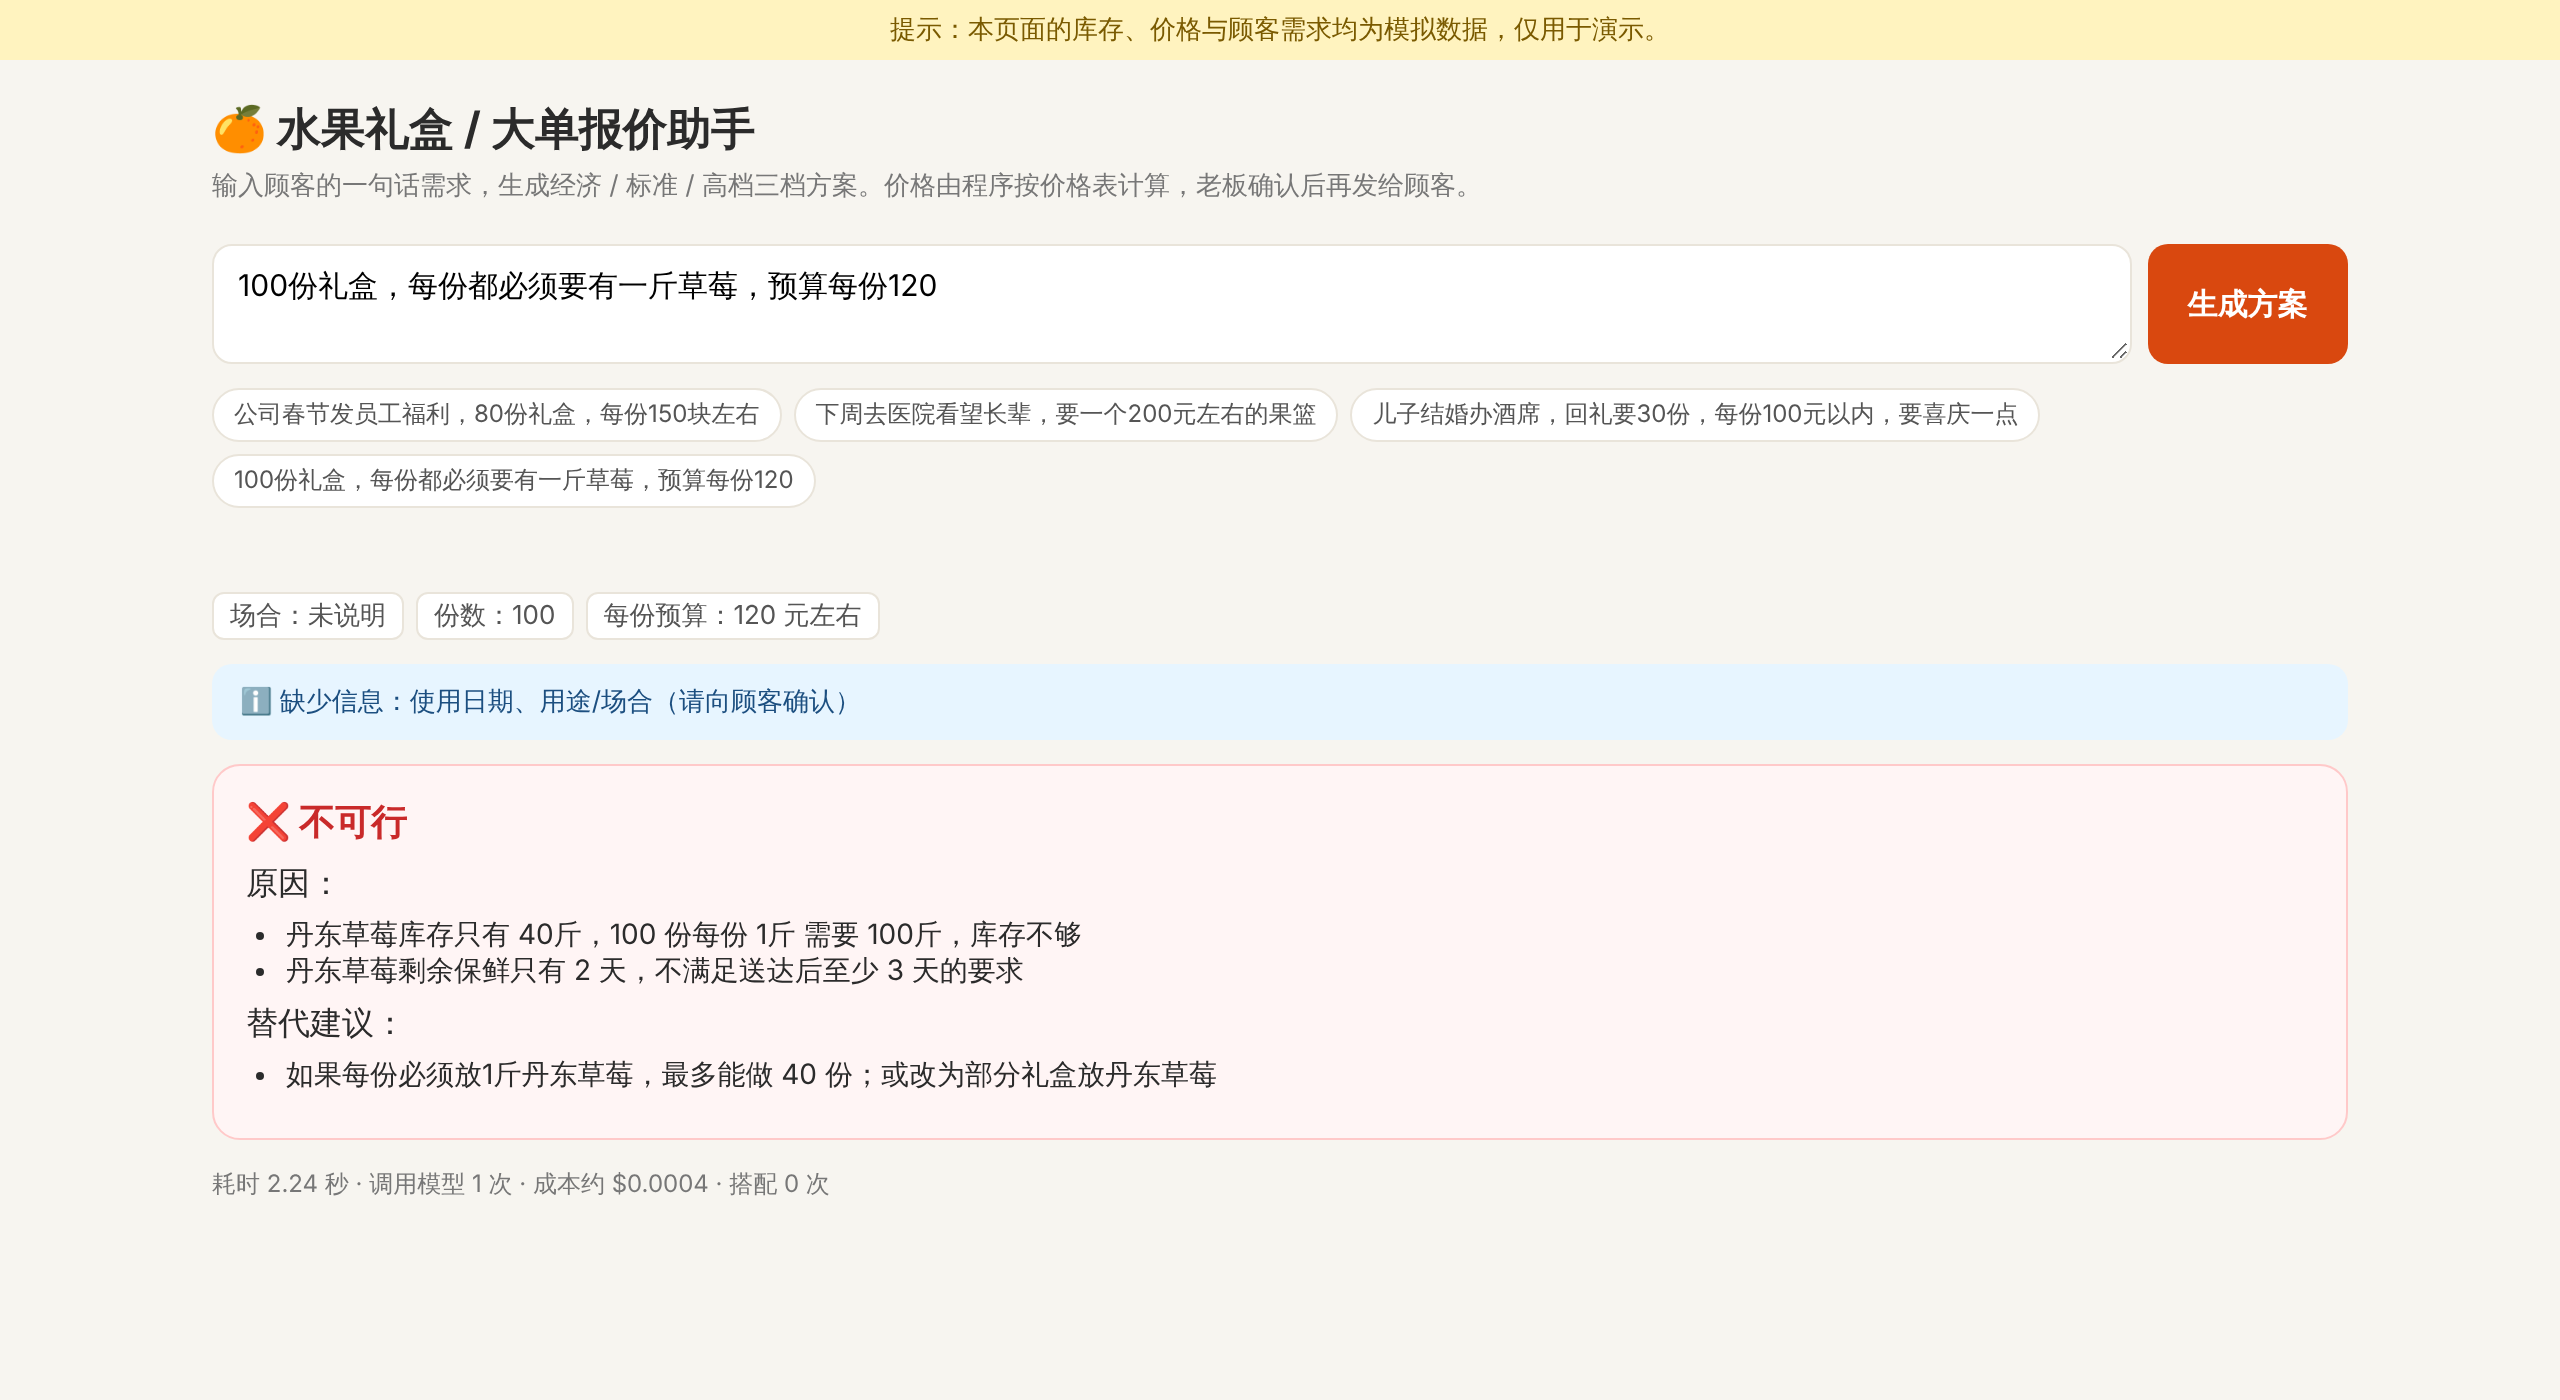 提示：本页面的库存、价格与顾客需求均为模拟数据，仅用于演示。
🍊 水果礼盒 / 大单报价助手
输入顾客的一句话需求，生成经济 / 标准 / 高档三档方案。价格由程序按价格表计算，老板确认后再发给顾客。
100份礼盒，每份都必须要有一斤草莓，预算每份120
生成方案
公司春节发员工福利，80份礼盒，每份150块左右
下周去医院看望长辈，要一个200元左右的果篮
儿子结婚办酒席，回礼要30份，每份100元以内，要喜庆一点
100份礼盒，每份都必须要有一斤草莓，预算每份120
场合：未说明
份数：100
每份预算：120 元左右
ℹ️ 缺少信息：使用日期、用途/场合（请向顾客确认）
❌ 不可行
原因：
• 丹东草莓库存只有 40斤，100 份每份 1斤 需要 100斤，库存不够
• 丹东草莓剩余保鲜只有 2 天，不满足送达后至少 3 天的要求
替代建议：
• 如果每份必须放1斤丹东草莓，最多能做 40 份；或改为部分礼盒放丹东草莓
耗时 2.24 秒 · 调用模型 1 次 · 成本约 $0.0004 · 搭配 0 次